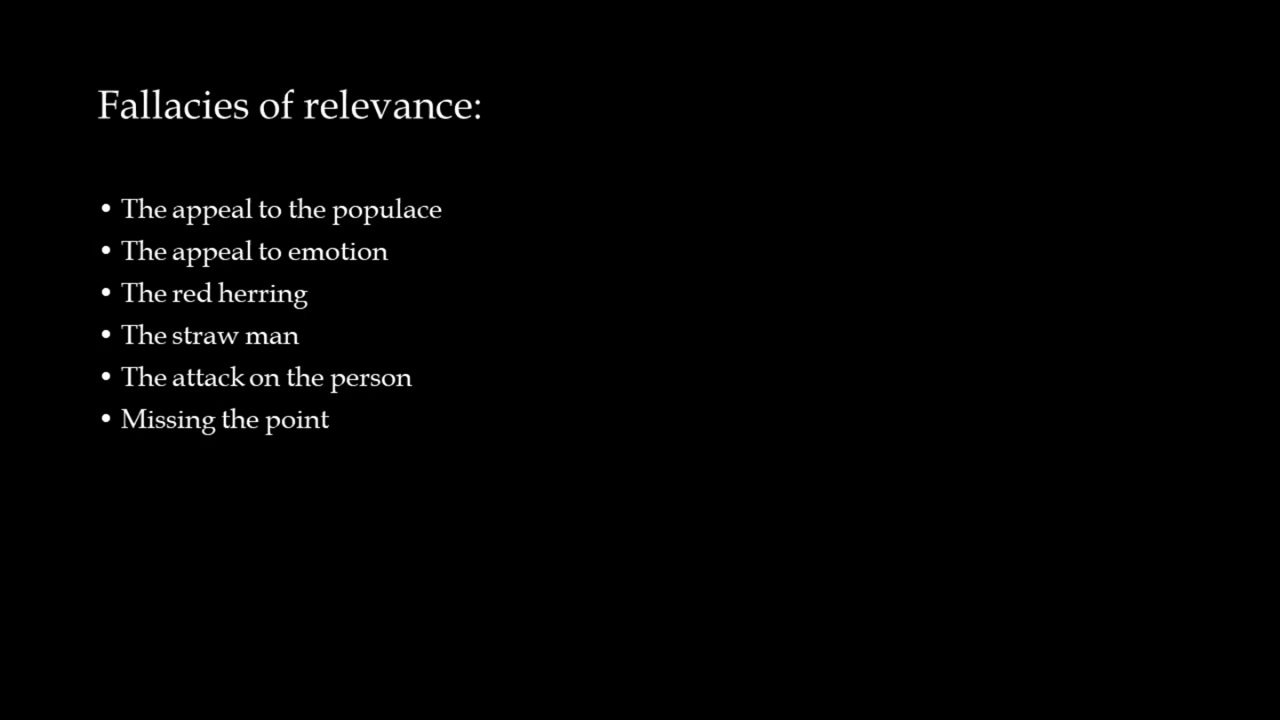 Fallacies of relevance:
• The appeal to the populace
• The appeal to emotion
• The red herring
• The straw man
• The attack on the person
• Missing the point